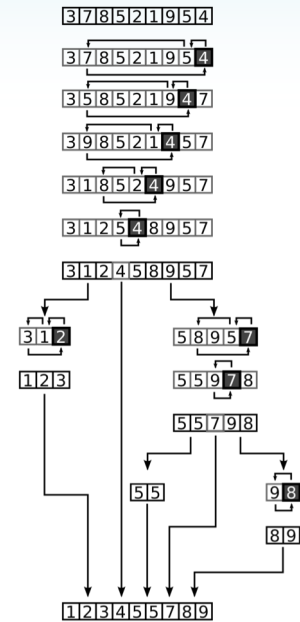 3 7 8 5 2 1 9 5 4
3 7 8 5 2 1 9 5 4
3 5 8 5 2 1 9 4 7
3 9 8 5 2 1 4 5 7
3 1 8 5 2 4 9 5 7
3 1 2 5 4 8 9 5 7
3 1 2 4 5 8 9 5 7
3 1 2
5 8 9 5 7
1 2 3
5 5 9 7 8
5 5 7 9 8
5 5
9 8
8 9
1 2 3 4 5 5 7 8 9